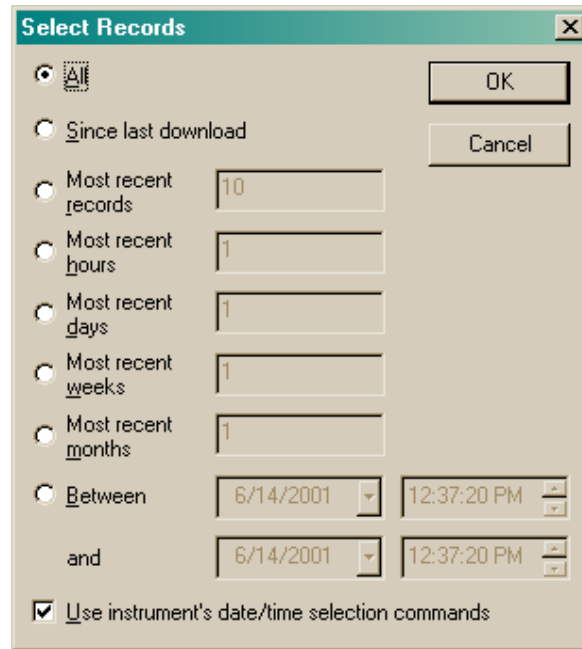 Select Records
All
OK
Since last download
Cancel
Most recent
records
10
Most recent
hours
1
Most recent
days
1
Most recent
weeks
1
Most recent
months
1
Between
6/14/2001
12:37:20 PM
and
6/14/2001
12:37:20 PM
Use instrument's date/time selection commands